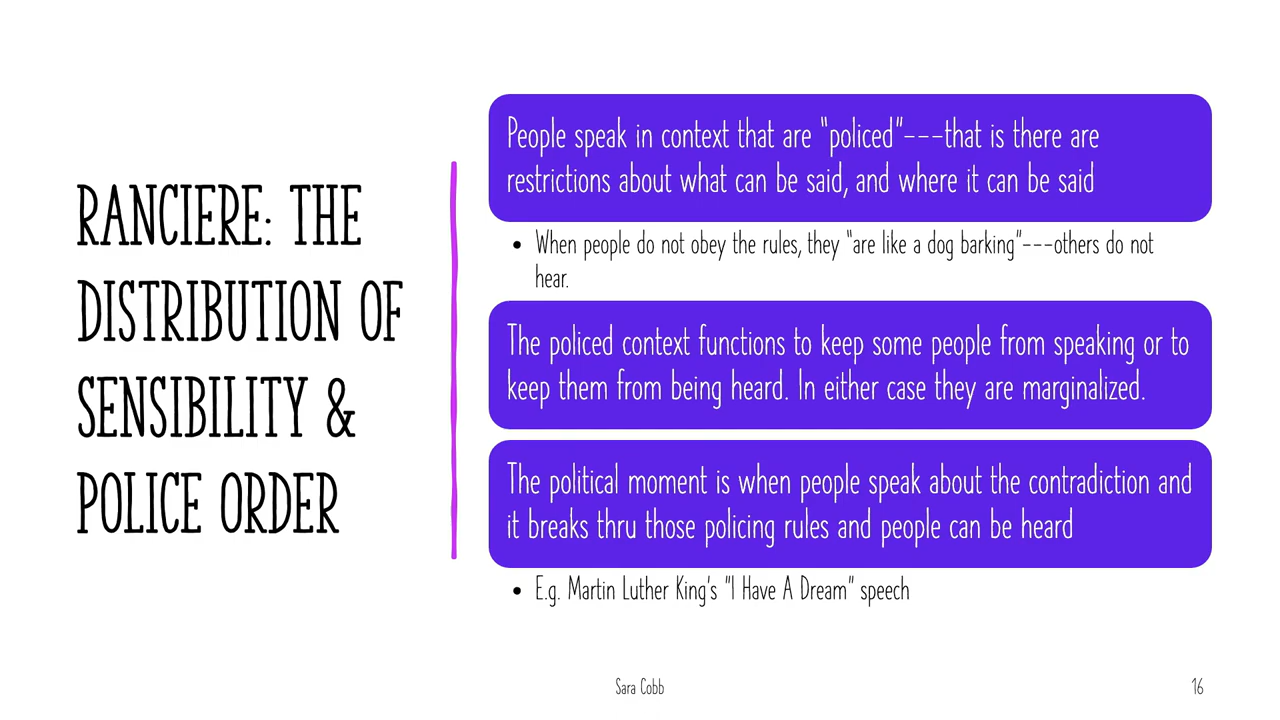 RANCIERE: THE
DISTRIBUTION OF
SENSIBILITY &
POLICE ORDER
People speak in context that are "policed"---that is there are
restrictions about what can be said, and where it can be said
• When people do not obey the rules, they "are like a dog barking"---others do not
hear.
The policed context functions to keep some people from speaking or to
keep them from being heard. In either case they are marginalized.
The political moment is when people speak about the contradiction and
it breaks thru those policing rules and people can be heard
• E.g. Martin Luther King's "I Have A Dream" speech
Sara Cobb
16